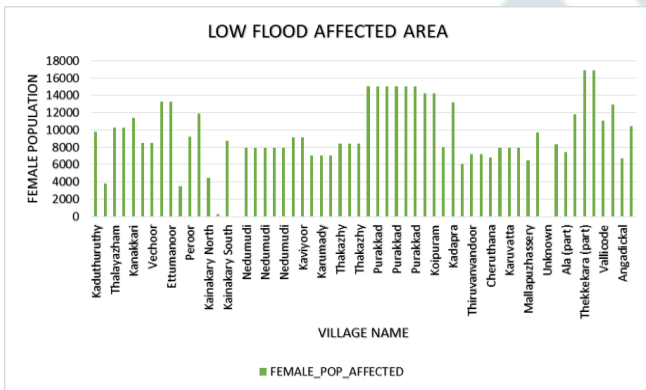 LOW FLOOD AFFECTED AREA
FEMALE POPULATION
18000
16000
14000
12000
10000
8000
6000
4000
2000
0
Kaduthuruthy
Thalayazham
Kanakkari
Vechoor
Ettumanoor
Peroor
Kainakary North
Kainakary South
Nedumudi
Nedumudi
Nedumudi
Kaviyoor
Karumady
Thakazhy
Thakazhy
Purakkad
Purakkad
Purakkad
Koipuram
Kadapra
Thiruvanvandoor
Cheruthana
Karuvatta
Mallapuzhassery
Unknown
Ala (part)
Thekkekara (part)
Vallicode
Angadickal
VILLAGE NAME
FEMALE_POP_AFFECTED